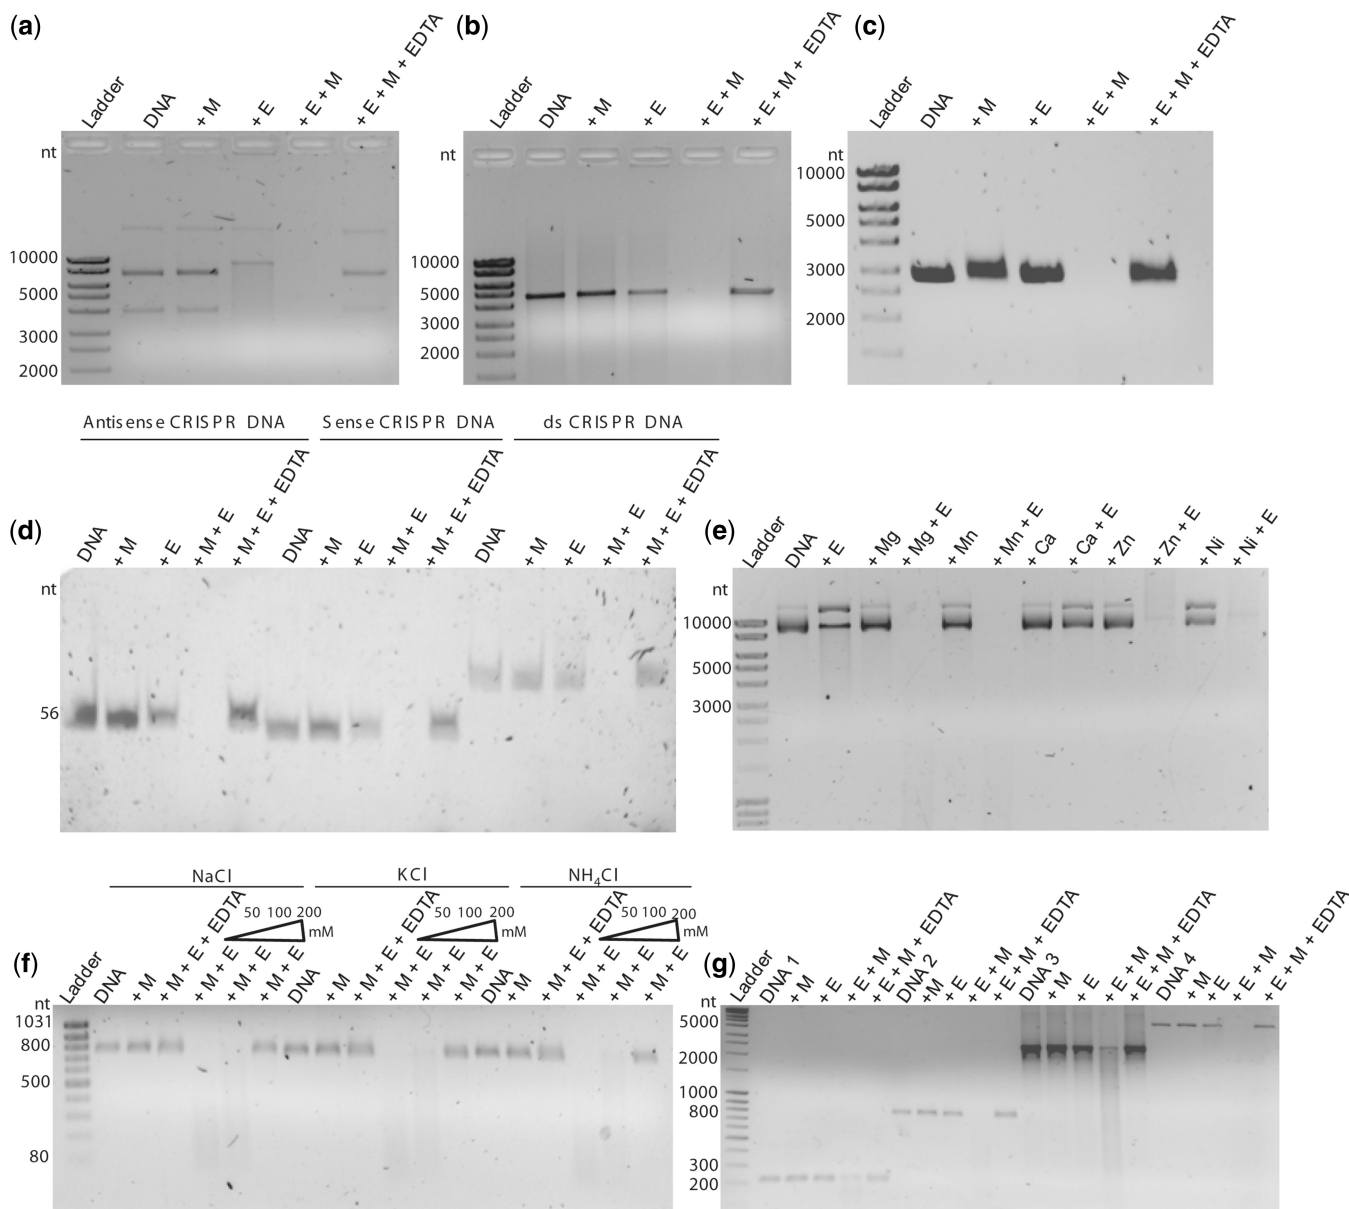 (a)
Ladder
DNA
+ M
+ E
+ E + M
+ E + M + EDTA
nt
10000
5000
3000
2000
(b)
Ladder
DNA
+ M
+ E
+ E + M
+ E + M + EDTA
nt
10000
5000
3000
2000
(c)
Ladder
DNA
+ M
+ E
+ E + M
+ E + M + EDTA
nt
10000
5000
3000
2000
Antisense CRISPR DNA
Sense CRISPR DNA
ds CRISPR DNA
(d)
DNA
+ M
+ E
+ M + E
+ M + E + EDTA
DNA
+ M
+ E
+ M + E
+ M + E + EDTA
DNA
+ M
+ E
+ M + E
+ M + E + EDTA
nt
56
(e)
Ladder
DNA
+ E
+ Mg
+ Mg + E
+ Mn
+ Mn + E
+ Ca
+ Ca + E
+ Zn
+ Zn + E
+ Ni
+ Ni + E
nt
10000
5000
3000
NaCl
KCl
NH4Cl
50 100 200
mM
50 100 200
mM
50 100 200
mM
(f)
Ladder
DNA
+ M
+ M + E + EDTA
+ M + E
+ M + E
+ M + E
DNA
+ M
+ M + E + EDTA
+ M + E
+ M + E
+ M + E
DNA
+ M
+ M + E + EDTA
+ M + E
+ M + E
+ M + E
nt
1031
800
500
80
(g)
Ladder
DNA 1
+ M
+ E
+ E + M
+ E + M + EDTA
DNA 2
+M
+ E
+ E + M
+ E + M + EDTA
DNA 3
+ M
+ E
+ E + M
+ E + M + EDTA
DNA 4
+ M
+ E
+ E + M
+ E + M + EDTA
nt
5000
2000
1000
800
300
200